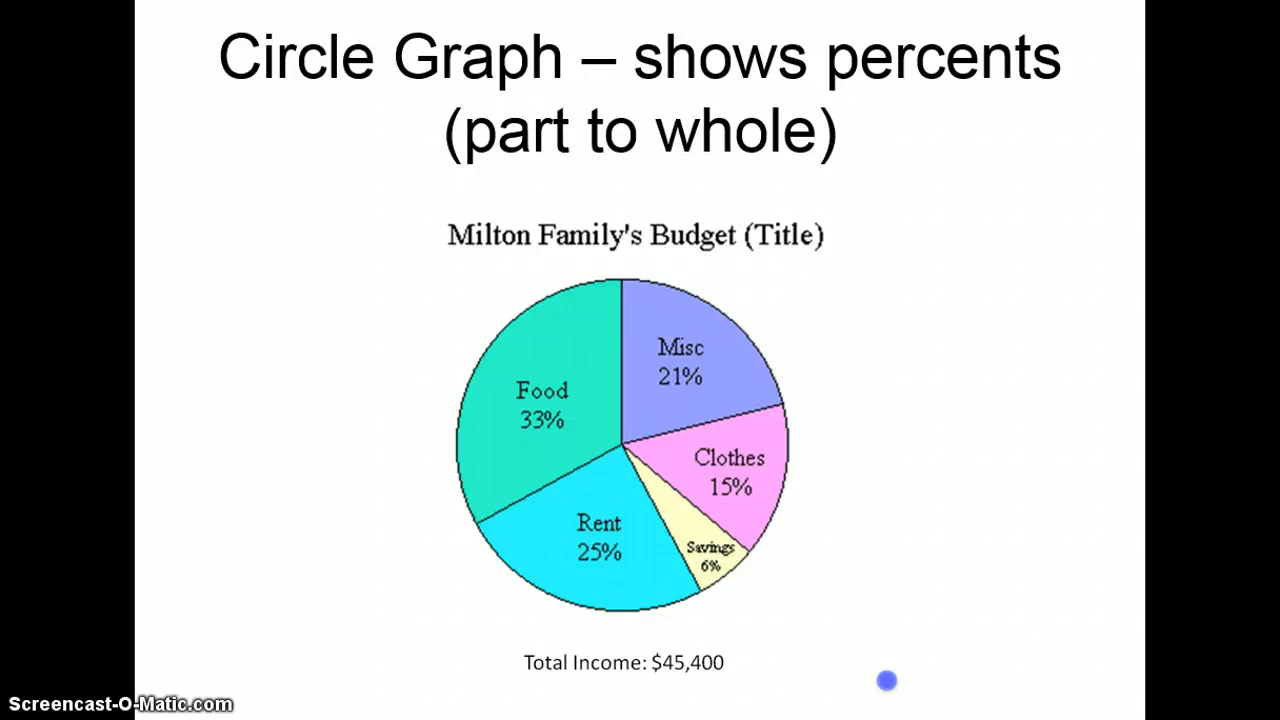 Circle Graph – shows percents
(part to whole)
Milton Family's Budget (Title)
Misc
21%
Food
33%
Clothes
15%
Rent
25%
Savings
6%
Total Income: $45,400
Screencast-O-Matic.com